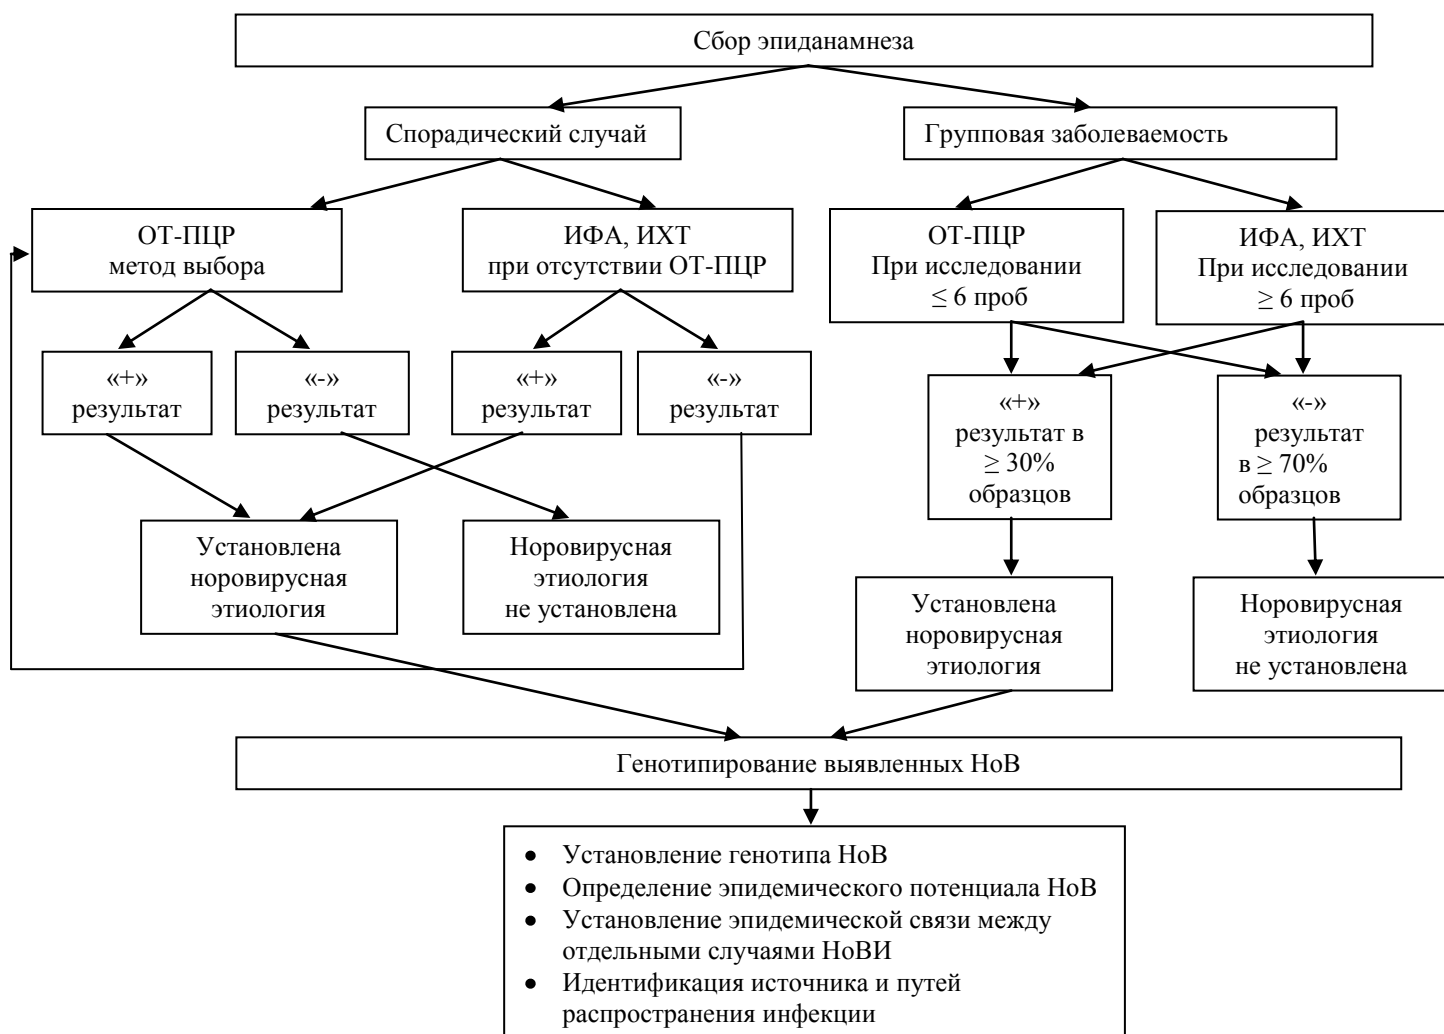 Сбор эпиданамнеза
Спорадический случай
Групповая заболеваемость
ОТ-ПЦР
метод выбора
ИФА, ИХТ
при отсутствии ОТ-ПЦР
ОТ-ПЦР
При исследовании
≤ 6 проб
ИФА, ИХТ
При исследовании
≥ 6 проб
«+»
результат
«-»
результат
«+»
результат
«-»
результат
«+»
результат в
≥ 30%
образцов
«-»
результат
в ≥ 70%
образцов
Установлена
норовирусная
этиология
Норовирусная
этиология
не установлена
Установлена
норовирусная
этиология
Норовирусная
этиология
не установлена
Генотипирование выявленных НоВ
• Установление генотипа НоВ
• Определение эпидемического потенциала НоВ
• Установление эпидемической связи между
отдельными случаями НоВИ
• Идентификация источника и путей
распространения инфекции